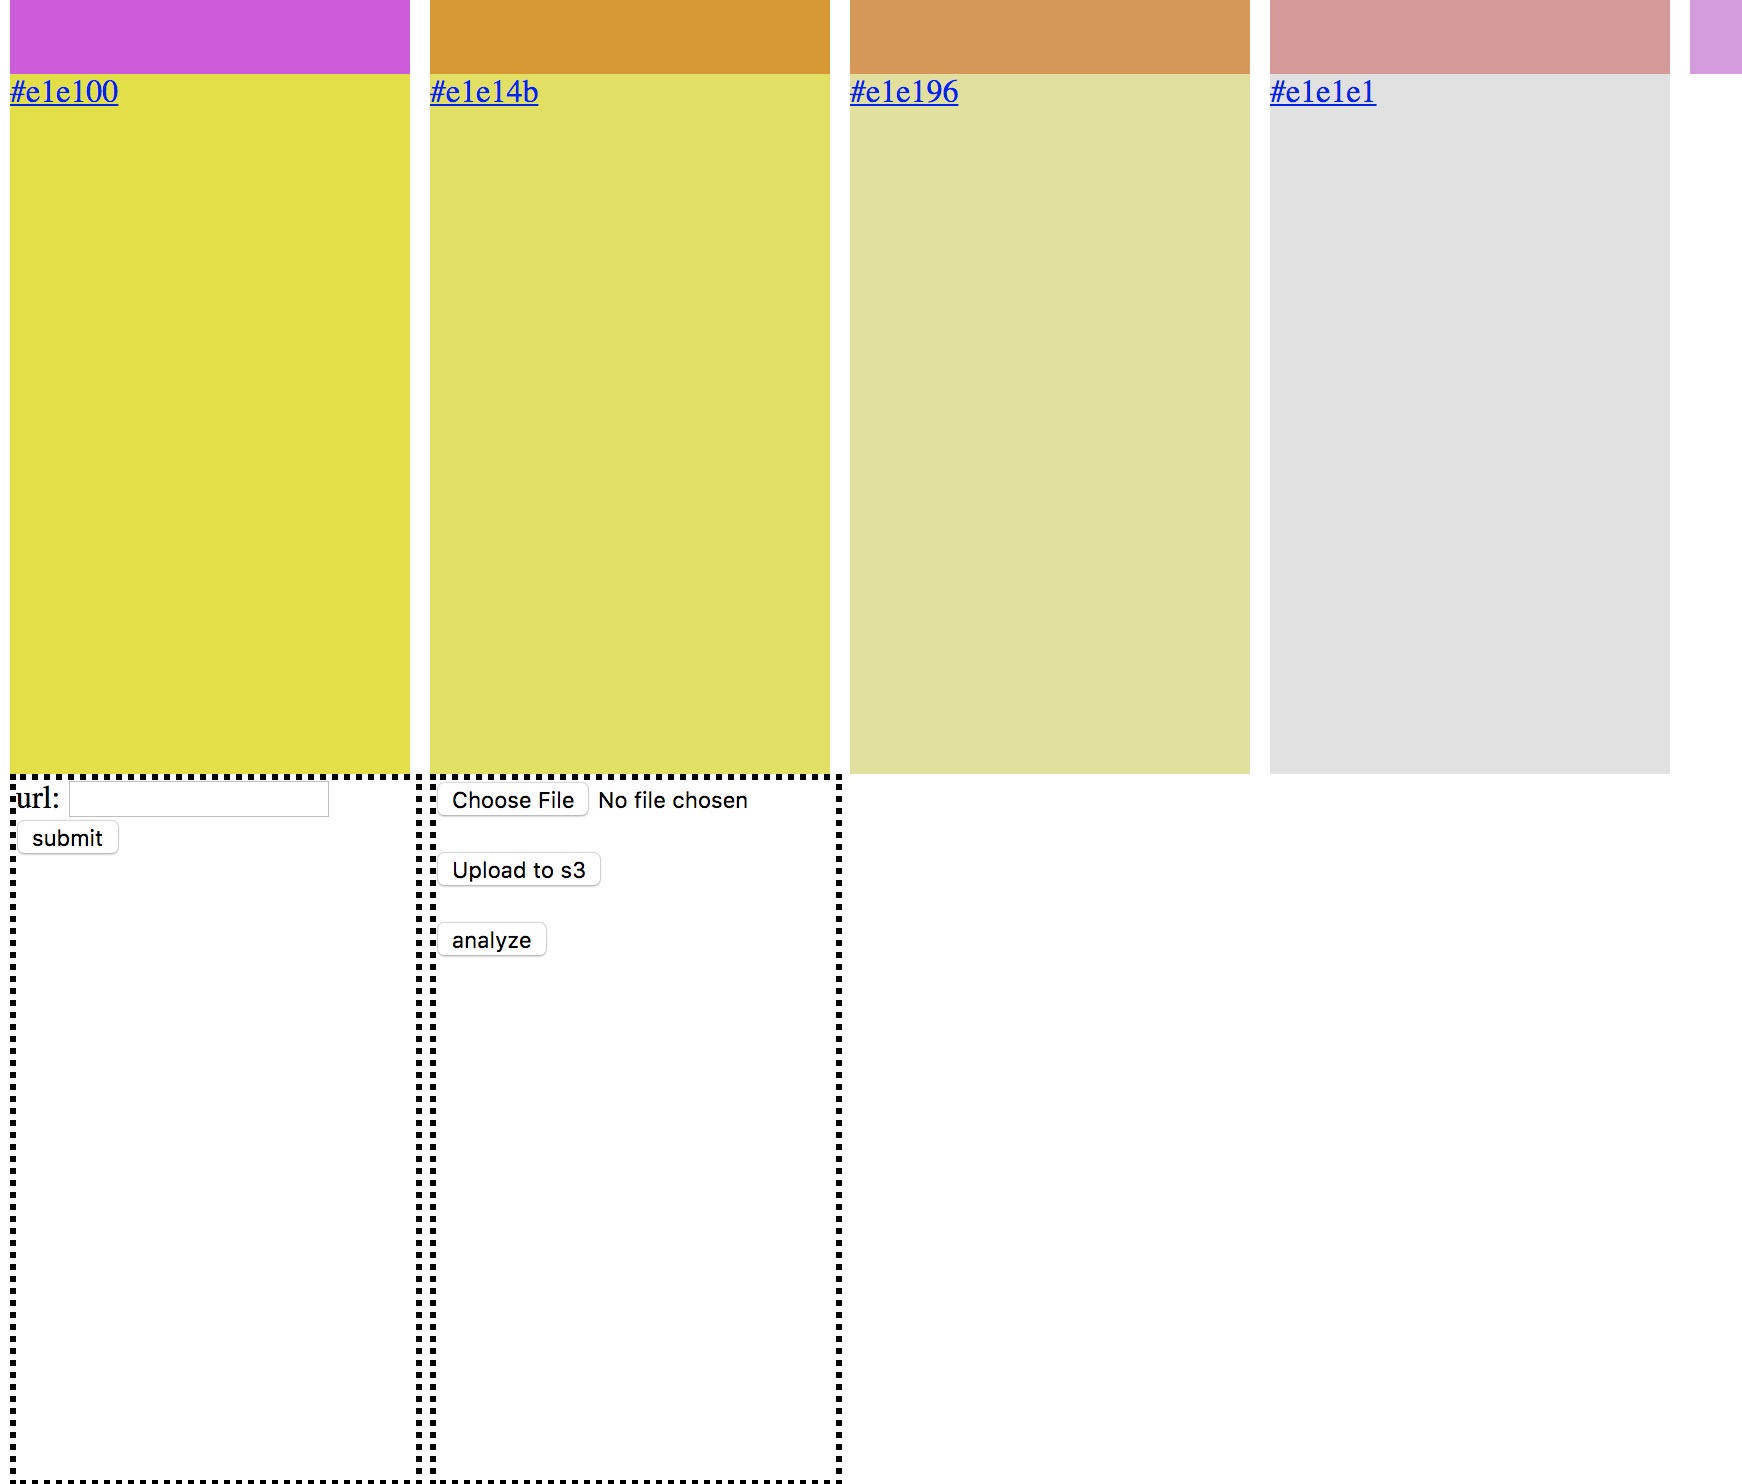 #e1e100 #e1e14b #e1e196 #e1e1e1
url:
submit
Choose File No file chosen
Upload to s3
analyze